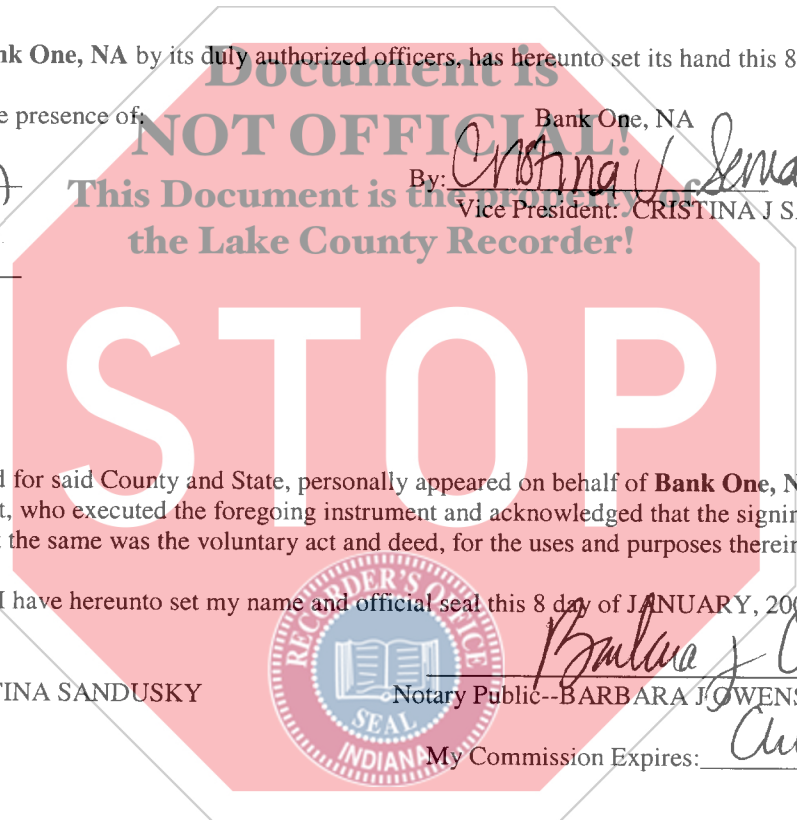 nk One, NA by its duly authorized officers, has hereunto set its hand this 8
Document is
e presence of:
Bank One, NA
NOT OFFICIAL!
By: Cristina J
This Document is the property of
Vice President: CRISTINA J SA
the Lake County Recorder!
STOP
d for said County and State, personally appeared on behalf of Bank One, N
t, who executed the foregoing instrument and acknowledged that the signin
t the same was the voluntary act and deed, for the uses and purposes therein
I have hereunto set my name and official seal this 8 day of JANUARY, 200
RECORDER'S OFFICE
Barbara J O
TINA SANDUSKY
Notary Public--BARBARA J OWENS
SEAL
INDIANA
My Commission Expires: